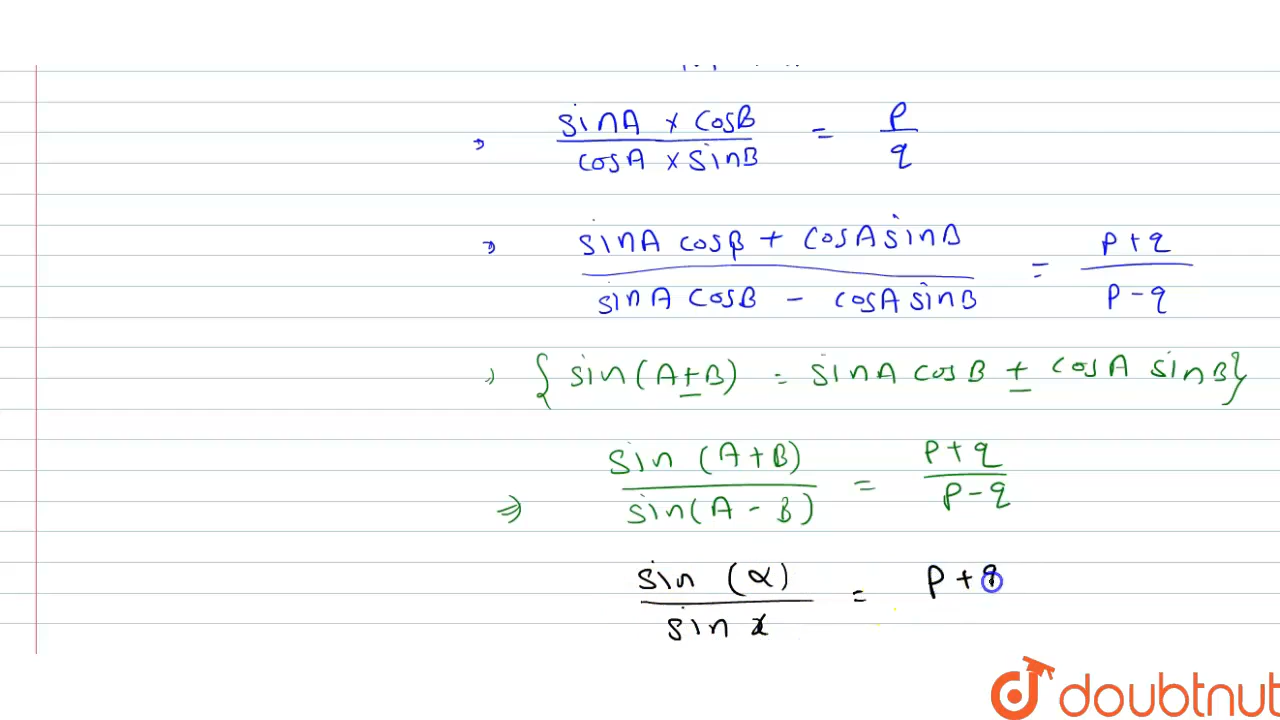 ⇒ sinA × cosB / cosA × sinB = p/q
⇒ sinA cosB + cosA sinB / sinA cosB − cosA sinB = p+q / p−q
⇒ { sin(A±B) = sinA cosB ± cosA sinB}
⇒ sin (A+B) / sin(A−B) = p+q / p−q
sin (α) / sin x = p+q
doubtnut